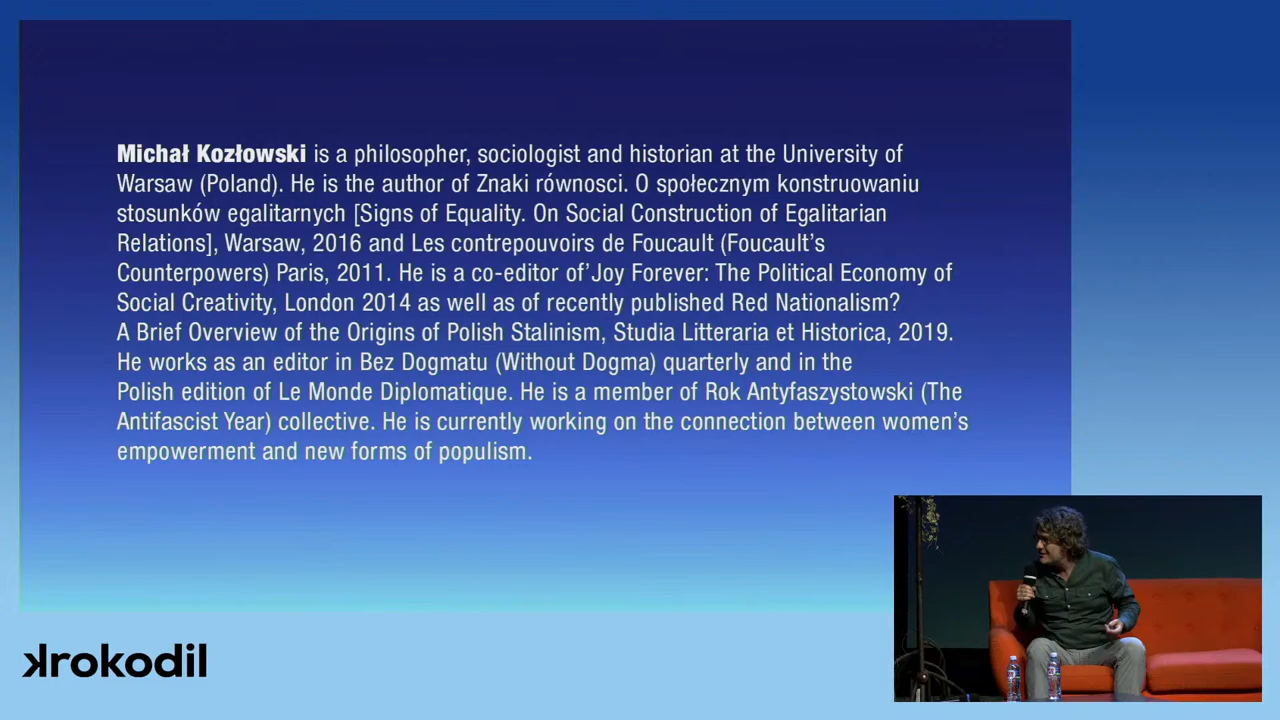 Michał Kozłowski is a philosopher, sociologist and historian at the University of
Warsaw (Poland). He is the author of Znaki równosci. O społecznym konstruowaniu
stosunków egalitarnych [Signs of Equality. On Social Construction of Egalitarian
Relations], Warsaw, 2016 and Les contrepouvoirs de Foucault (Foucault’s
Counterpowers) Paris, 2011. He is a co-editor of’Joy Forever: The Political Economy of
Social Creativity, London 2014 as well as of recently published Red Nationalism?
A Brief Overview of the Origins of Polish Stalinism, Studia Litteraria et Historica, 2019.
He works as an editor in Bez Dogmatu (Without Dogma) quarterly and in the
Polish edition of Le Monde Diplomatique. He is a member of Rok Antyfaszystowski (The
Antifascist Year) collective. He is currently working on the connection between women’s
empowerment and new forms of populism.
krokodil